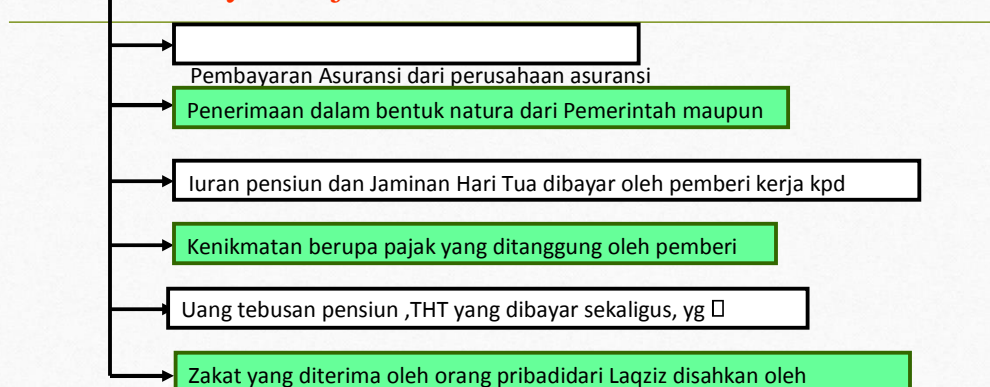 Pembayaran Asuransi dari perusahaan asuransi
Penerimaan dalam bentuk natura dari Pemerintah maupun
Iuran pensiun dan Jaminan Hari Tua dibayar oleh pemberi kerja kpd
Kenikmatan berupa pajak yang ditanggung oleh pemberi
Uang tebusan pensiun ,THT yang dibayar sekaligus, yg
Zakat yang diterima oleh orang pribadidari Laqziz disahkan oleh